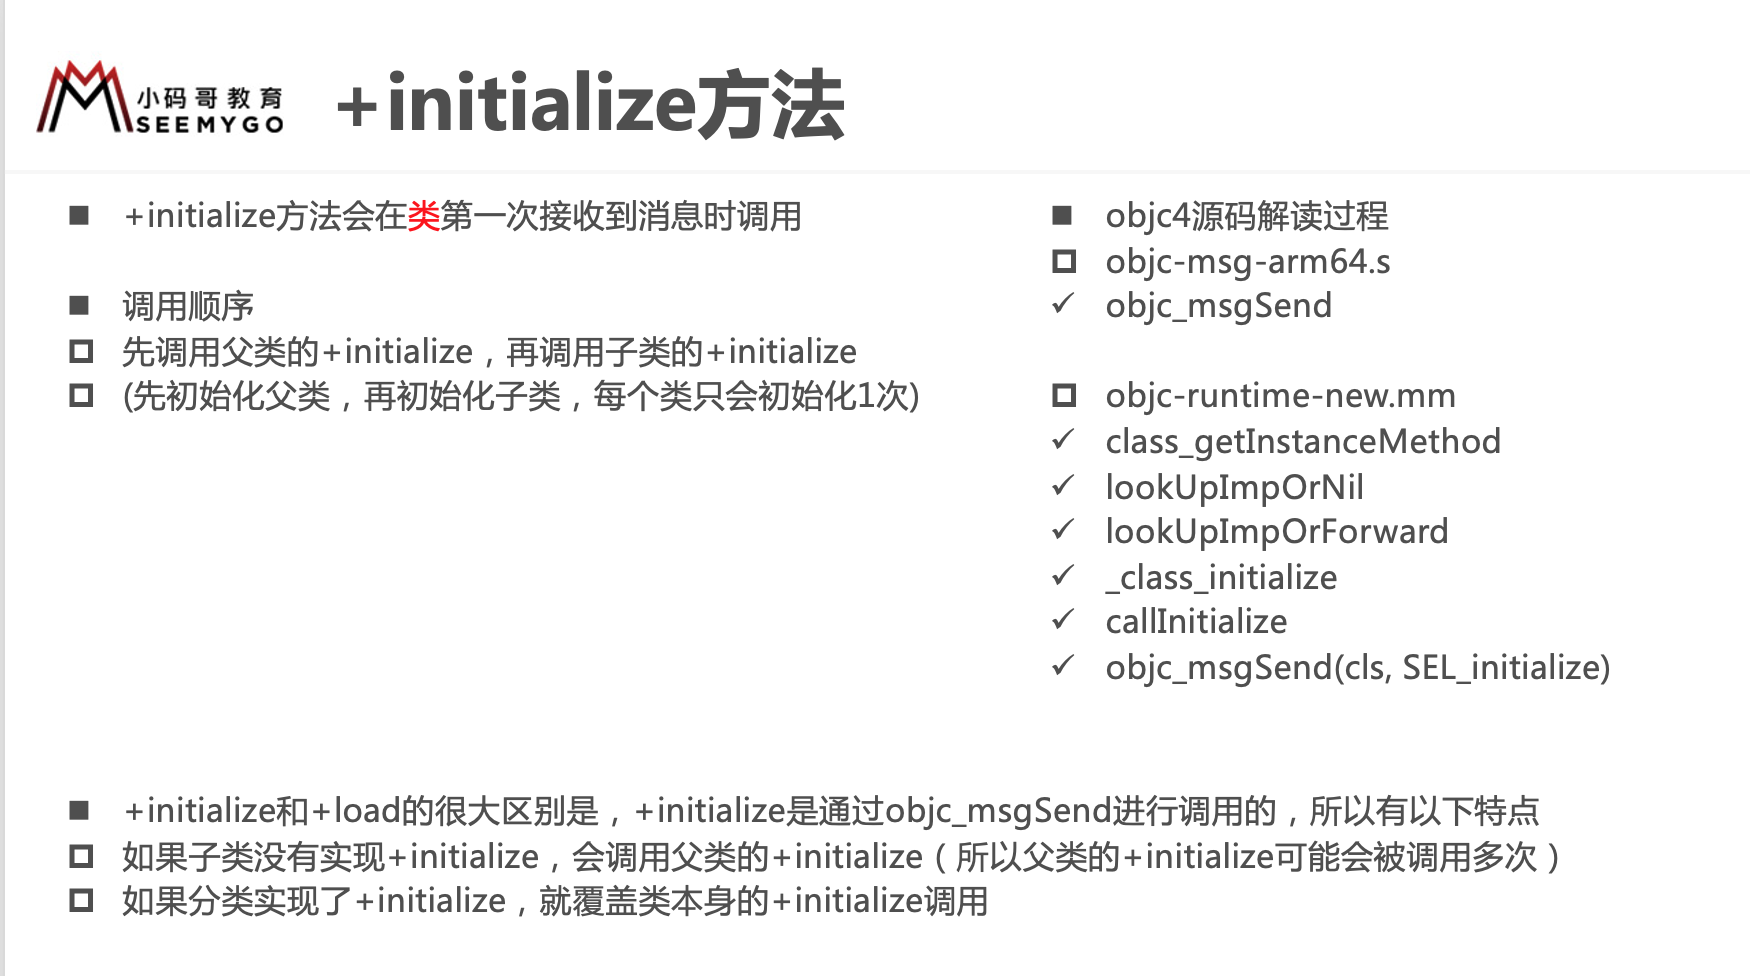 小码哥教育
SEEMYGO
+initialize方法
+initialize方法会在类第一次接收到消息时调用
调用顺序
先调用父类的+initialize，再调用子类的+initialize
(先初始化父类，再初始化子类，每个类只会初始化1次)
objc4源码解读过程
objc-msg-arm64.s
objc_msgSend
objc-runtime-new.mm
class_getInstanceMethod
lookUpImpOrNil
lookUpImpOrForward
_class_initialize
callInitialize
objc_msgSend(cls, SEL_initialize)
+initialize和+load的很大区别是，+initialize是通过objc_msgSend进行调用的，所以有以下特点
如果子类没有实现+initialize，会调用父类的+initialize（所以父类的+initialize可能会被调用多次）
如果分类实现了+initialize，就覆盖类本身的+initialize调用